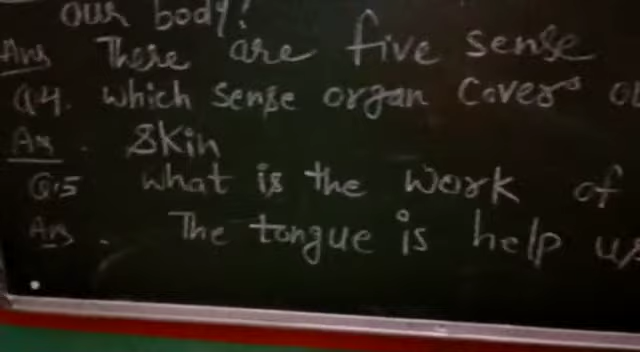 our body?
Ans There are five sense
Q4. Which sense organ covers
Ans. Skin
Q.5 What is the work of
Ans. The tongue is help us